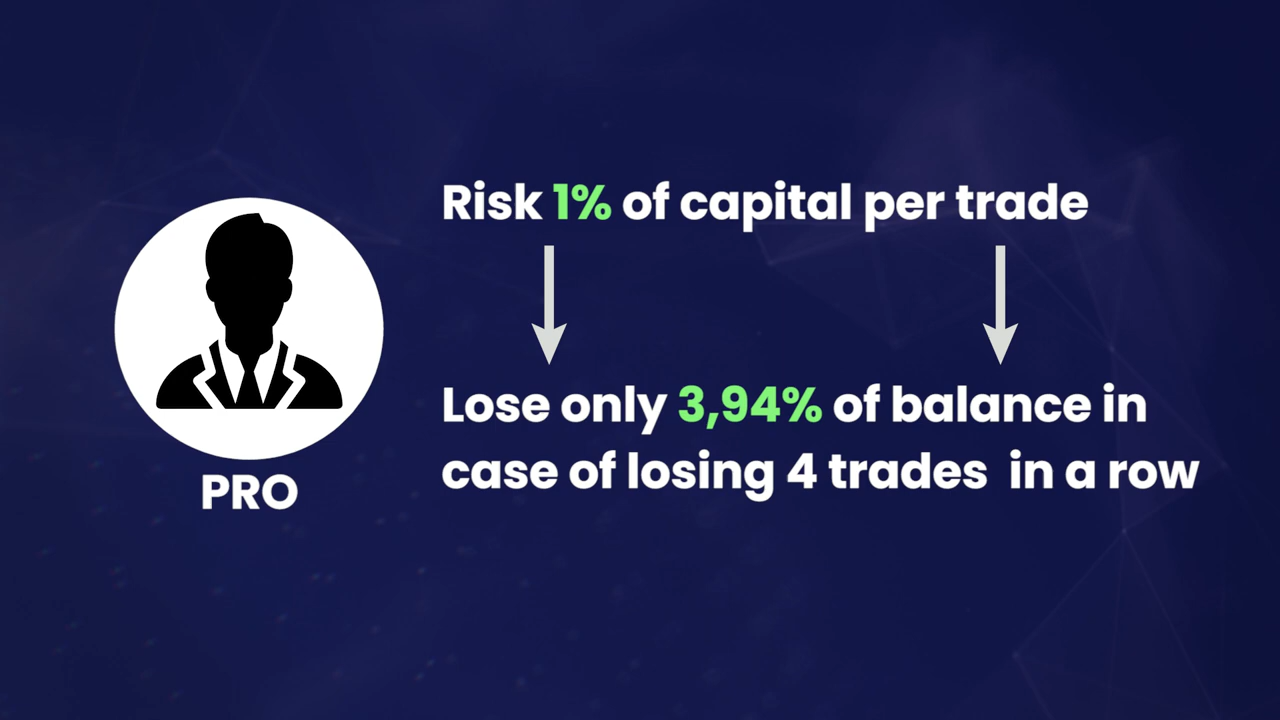 Risk 1% of capital per trade
Lose only 3,94% of balance in
case of losing 4 trades in a row
PRO